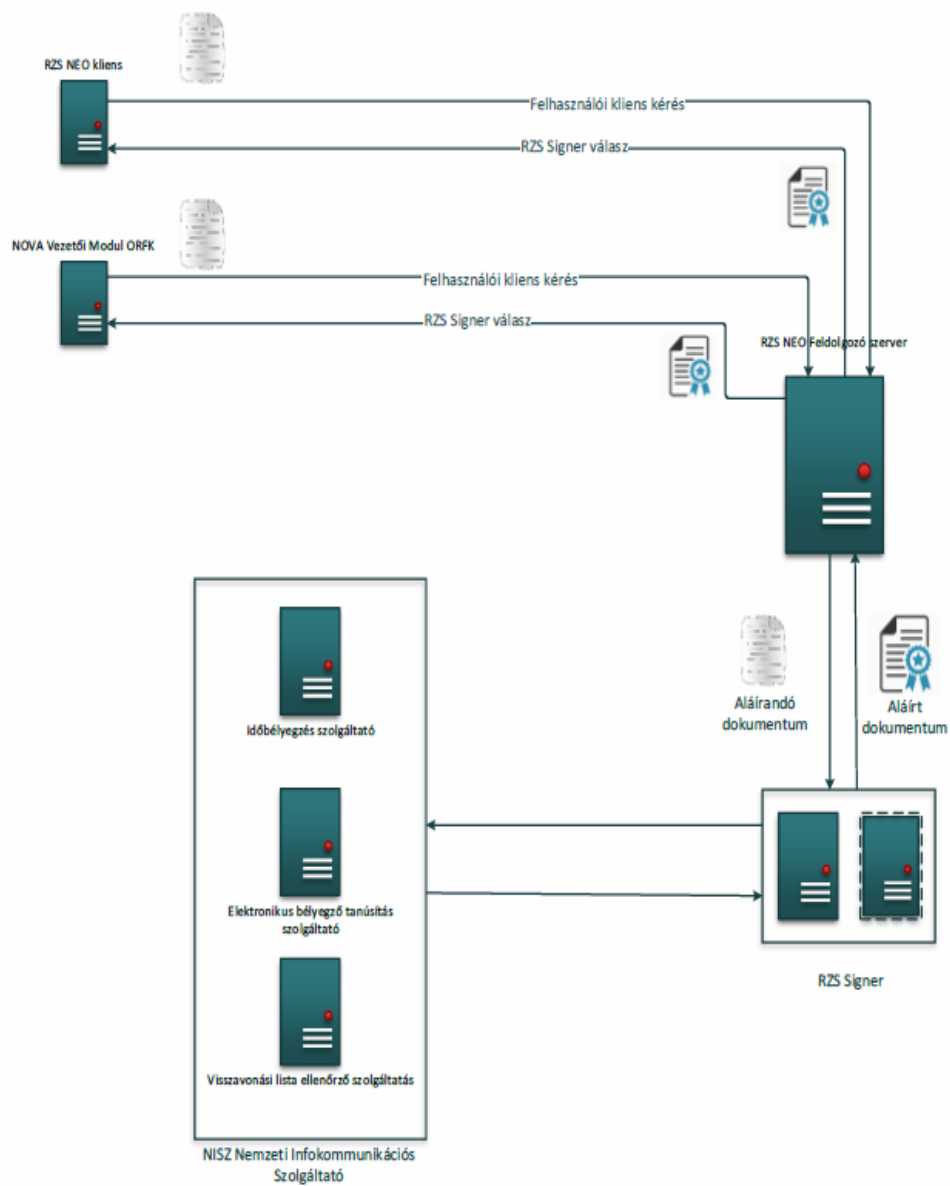 RZS NEO kliens
Felhasználói kliens kérés
RZS Signer válasz
NOVA Vezetői Modul ORFK
Felhasználói kliens kérés
RZS Signer válasz
RZS NEO Feldolgozó szerver
Aláírandó
dokumentum
Aláírt
dokumentum
Időbélyegzés szolgáltató
Elektronikus bélyegző tanúsítás
szolgáltató
Visszavonási lista ellenőrző szolgáltatás
RZS Signer
NISZ Nemzeti Infokommunikációs
Szolgáltató